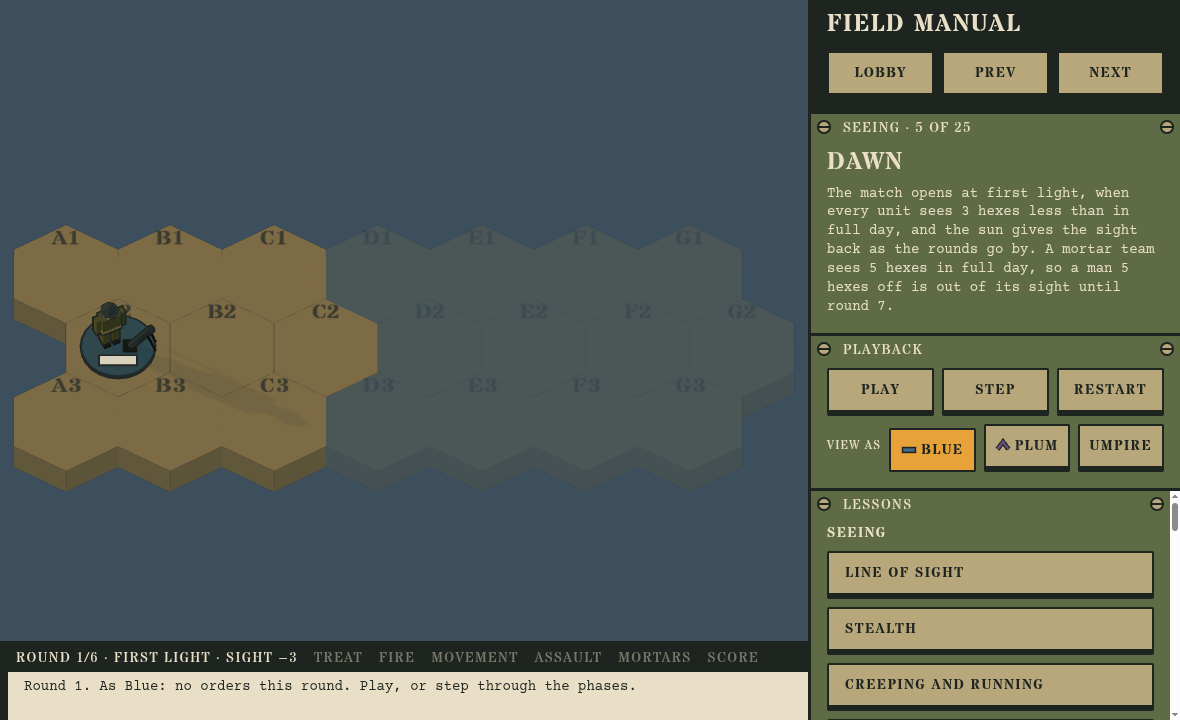 FIELD MANUAL
LOBBY PREV NEXT
SEEING · 5 OF 25
DAWN
The match opens at first light, when
every unit sees 3 hexes less than in
full day, and the sun gives the sight
back as the rounds go by. A mortar team
sees 5 hexes in full day, so a man 5
hexes off is out of its sight until
round 7.
PLAYBACK
PLAY STEP RESTART
VIEW AS BLUE PLUM UMPIRE
LESSONS
SEEING
LINE OF SIGHT
STEALTH
CREEPING AND RUNNING
A1 B1 C1 D1 E1 F1 G1
B2 C2 D2 E2 F2 G2
A3 B3 C3 D3 E3 F3 G3
ROUND 1/6 · FIRST LIGHT · SIGHT −3 TREAT FIRE MOVEMENT ASSAULT MORTARS SCORE
Round 1. As Blue: no orders this round. Play, or step through the phases.